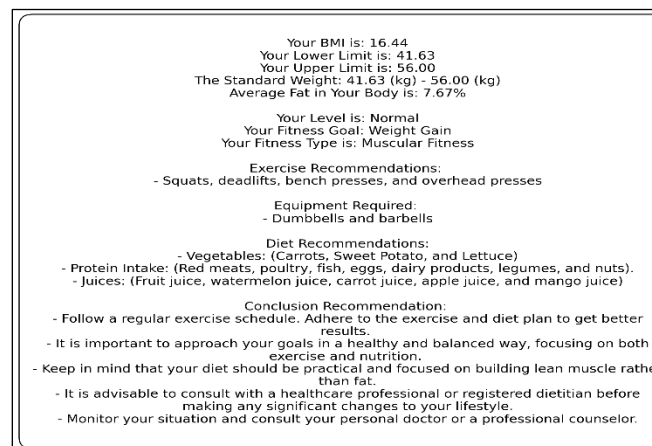 Your BMI is: 16.44
Your Lower Limit is: 41.63
Your Upper Limit is: 56.00
The Standard Weight: 41.63 (kg) - 56.00 (kg)
Average Fat in Your Body is: 7.67%
Your Level is: Normal
Your Fitness Goal: Weight Gain
Your Fitness Type is: Muscular Fitness
Exercise Recommendations:
- Squats, deadlifts, bench presses, and overhead presses
Equipment Required:
- Dumbbells and barbells
Diet Recommendations:
- Vegetables: (Carrots, Sweet Potato, and Lettuce)
- Protein Intake: (Red meats, poultry, fish, eggs, dairy products, legumes, and nuts).
- Juices: (Fruit juice, watermelon juice, carrot juice, apple juice, and mango juice)
Conclusion Recommendation:
- Follow a regular exercise schedule. Adhere to the exercise and diet plan to get better
results.
- It is important to approach your goals in a healthy and balanced way, focusing on both
exercise and nutrition.
- Keep in mind that your diet should be practical and focused on building lean muscle rathe
than fat.
- It is advisable to consult with a healthcare professional or registered dietitian before
making any significant changes to your lifestyle.
- Monitor your situation and consult your personal doctor or a professional counselor.